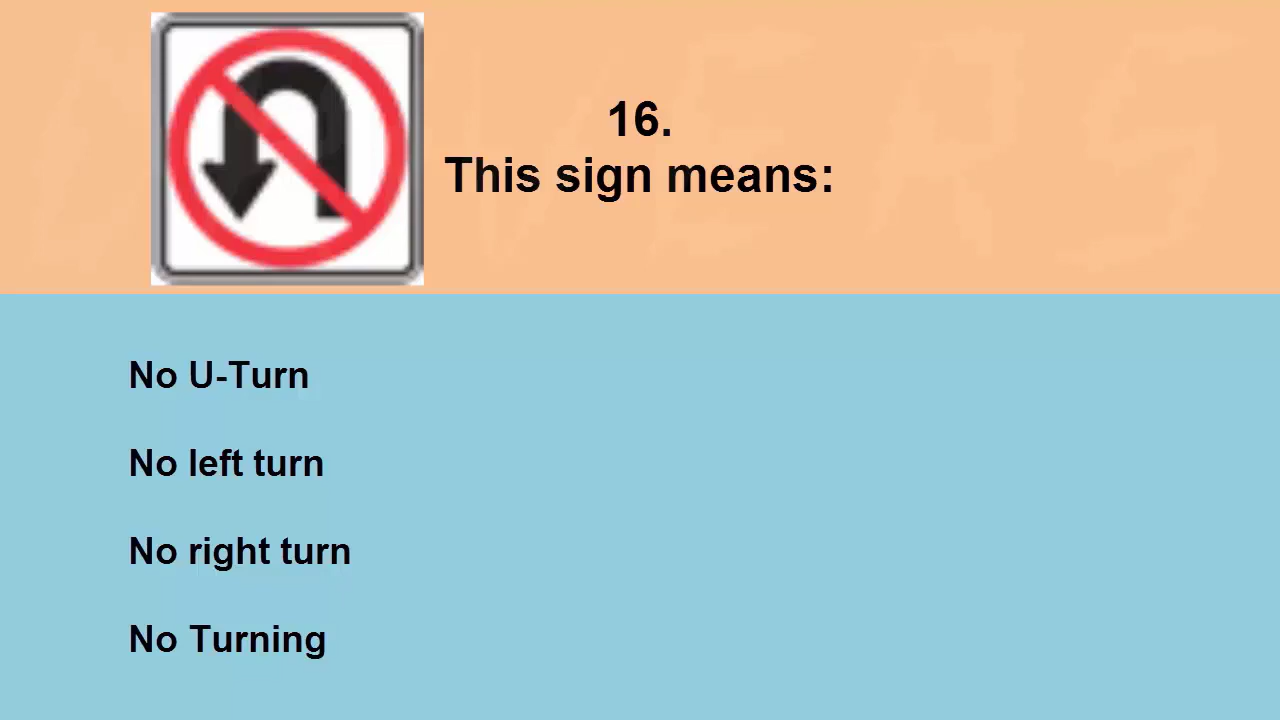 16.
This sign means:
No U-Turn
No left turn
No right turn
No Turning